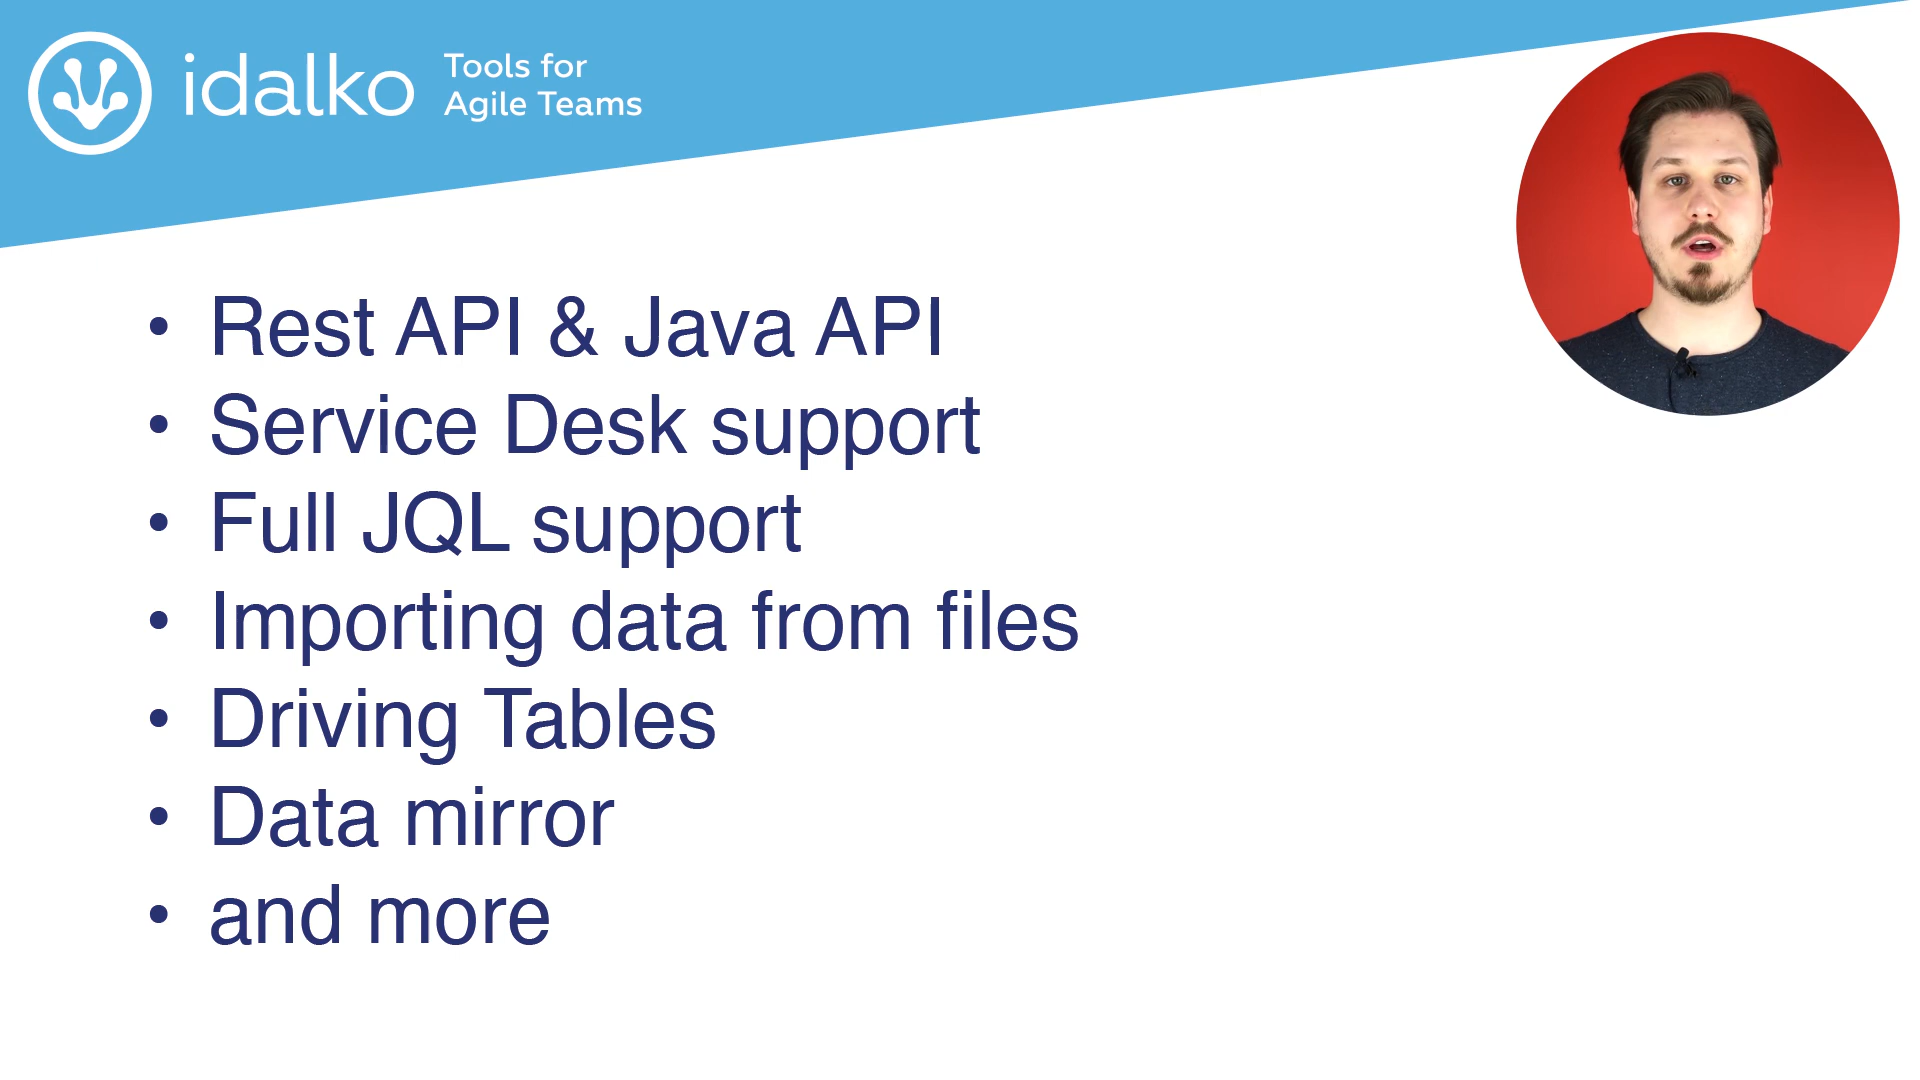 idalko
Tools for
Agile Teams
• Rest API & Java API
• Service Desk support
• Full JQL support
• Importing data from files
• Driving Tables
• Data mirror
• and more